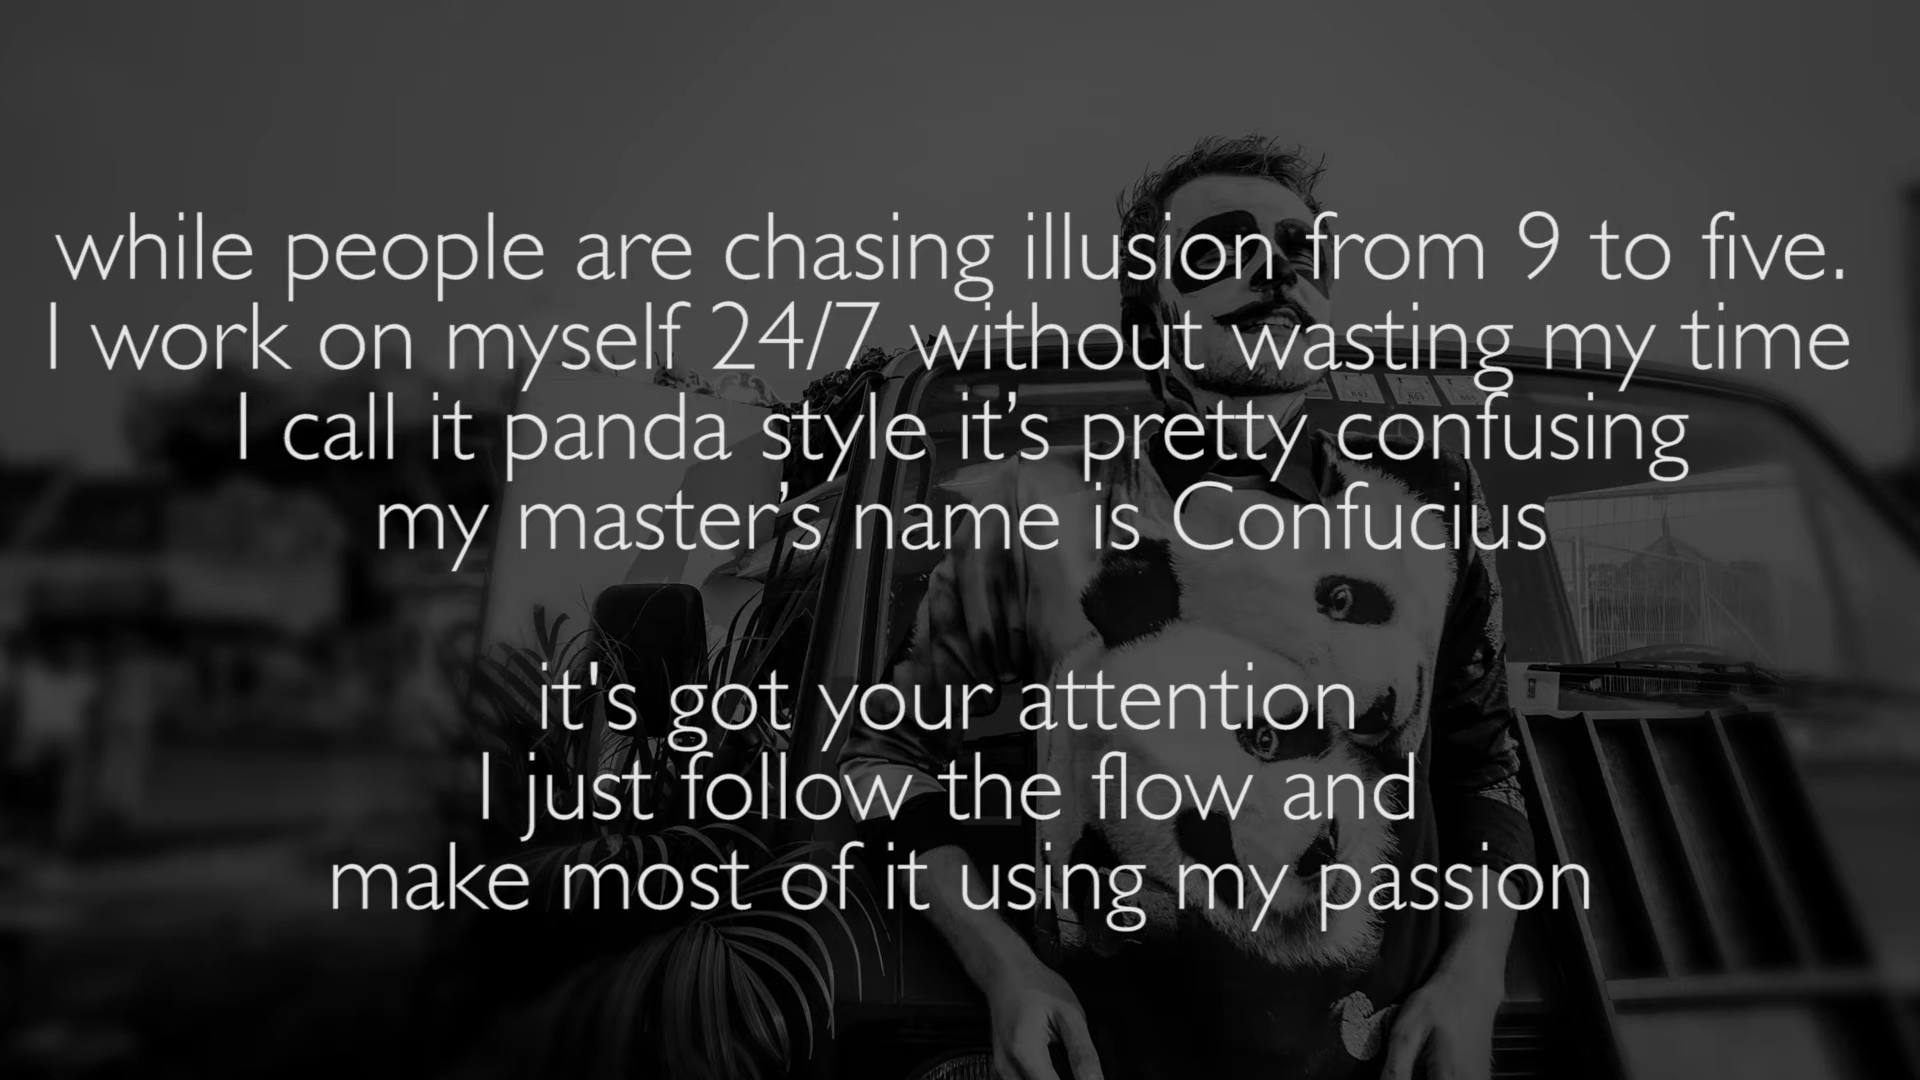 while people are chasing illusion from 9 to five.
I work on myself 24/7 without wasting my time
I call it panda style it’s pretty confusing
my master’s name is Confucius
it's got your attention
I just follow the flow and
make most of it using my passion